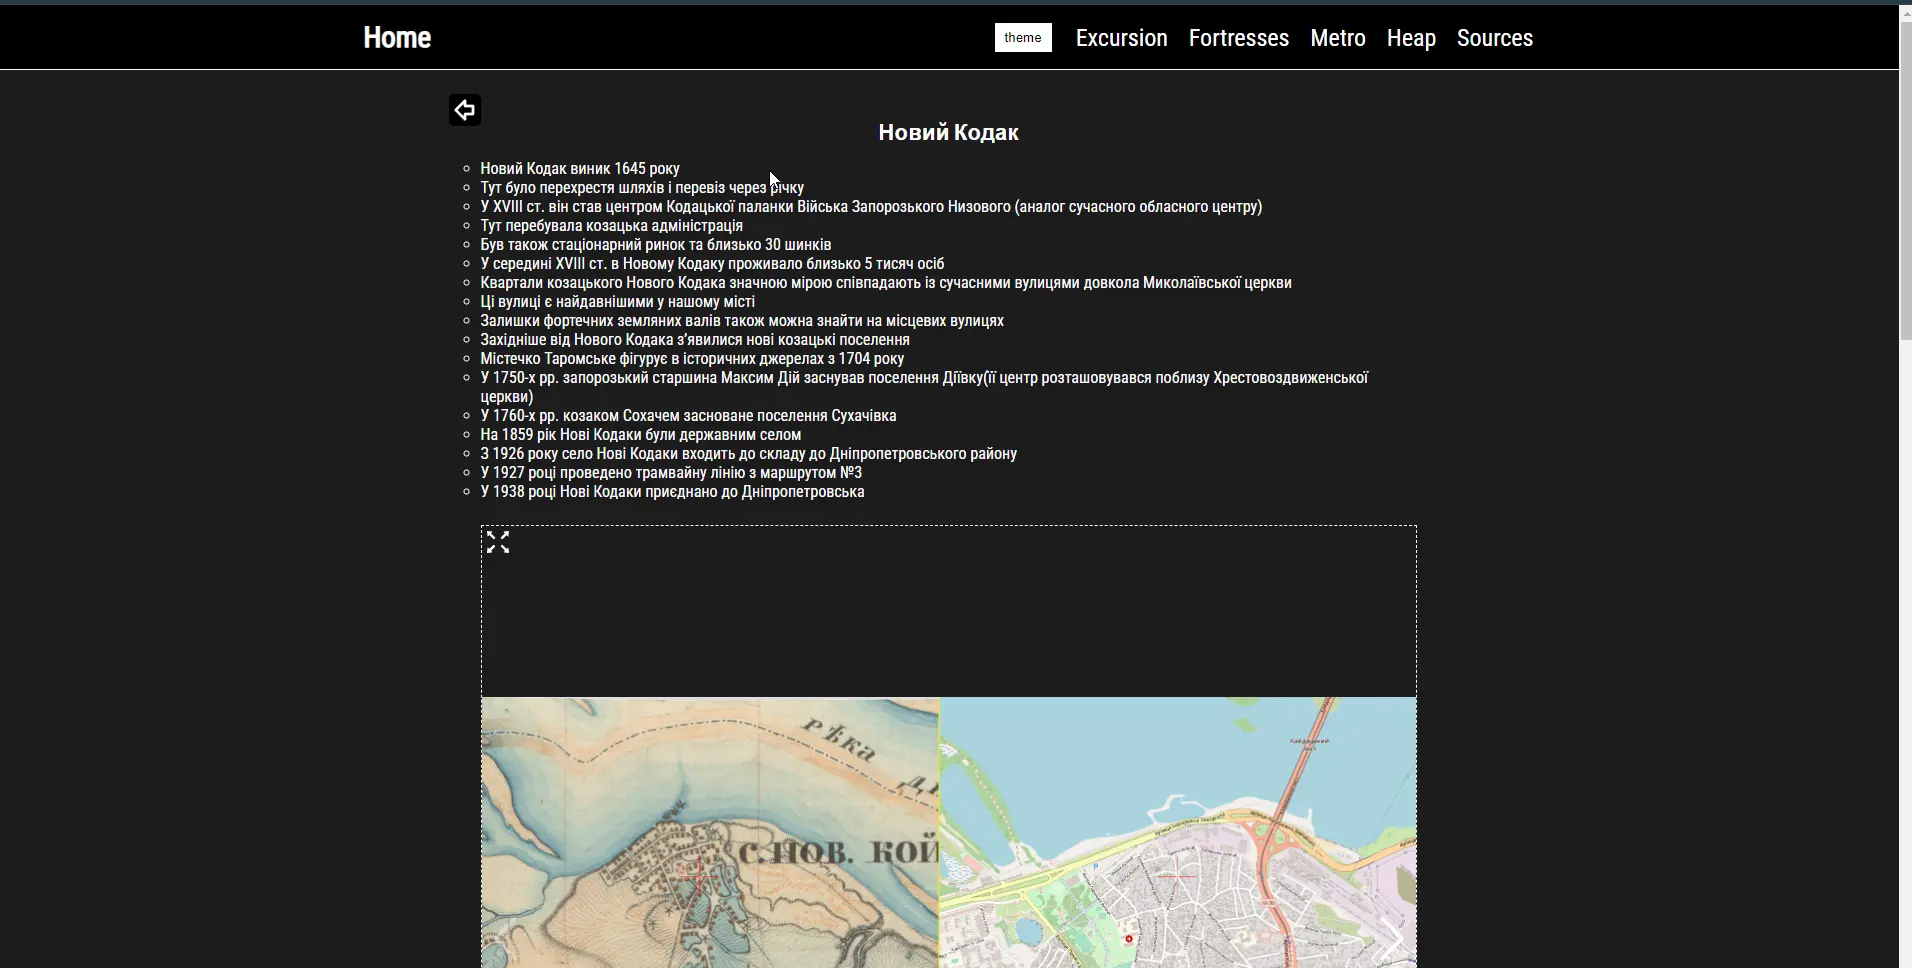 Home
theme
Excursion
Fortresses
Metro
Heap
Sources
Новий Кодак
Новий Кодак виник 1645 року
Тут було перехрестя шляхів і перевіз через річку
У XVIII ст. він став центром Кодацької паланки Війська Запорозького Низового (аналог сучасного обласного центру)
Тут перебувала козацька адміністрація
Був також стаціонарний ринок та близько 30 шинків
У середині XVIII ст. в Новому Кодаку проживало близько 5 тисяч осіб
Квартали козацького Нового Кодака значною мірою співпадають із сучасними вулицями довкола Миколаївської церкви
Ці вулиці є найдавнішими у нашому місті
Залишки фортечних земляних валів також можна знайти на місцевих вулицях
Західніше від Нового Кодака з’явилися нові козацькі поселення
Містечко Таромське фігурує в історичних джерелах з 1704 року
У 1750-х рр. запорозький старшина Максим Дій заснував поселення Діївку(її центр розташовувався поблизу Хрестовоздвиженської
церкви)
У 1760-х рр. козаком Сохачем засноване поселення Сухачівка
На 1859 рік Нові Кодаки були державним селом
З 1926 року село Нові Кодаки входить до складу до Дніпропетровського району
У 1927 році проведено трамвайну лінію з маршрутом №3
У 1938 році Нові Кодаки приєднано до Дніпропетровська
рѣка
С. НОВ. КОЙ